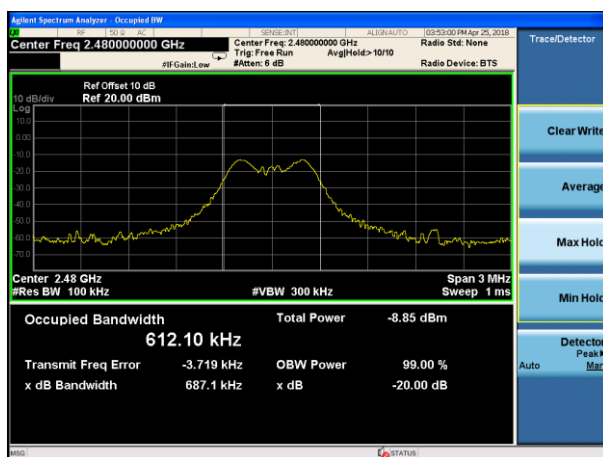 Agilent Spectrum Analyzer - Occupied BW
RF 50 Ω AC SENSE:INT ALIGNAUTO 03:53:00 PM Apr 25, 2018
Center Freq 2.480000000 GHz Center Freq: 2.480000000 GHz Radio Std: None Trace/Detector
Trig: Free Run Avg|Hold:>10/10
#IFGain:Low #Atten: 6 dB Radio Device: BTS
Ref Offset 10 dB
10 dB/div Ref 20.00 dBm
Log
10.0
0.00
-10.0
-20.0
-30.0
-40.0
-50.0
-60.0
-70.0
Clear Write
Average
Max Hold
Min Hold
Center 2.48 GHz Span 3 MHz
#Res BW 100 kHz #VBW 300 kHz Sweep 1 ms
Occupied Bandwidth Total Power -8.85 dBm
612.10 kHz
Transmit Freq Error -3.719 kHz OBW Power 99.00 %
x dB Bandwidth 687.1 kHz x dB -20.00 dB
Detector
Peak
Auto Man
MSG STATUS